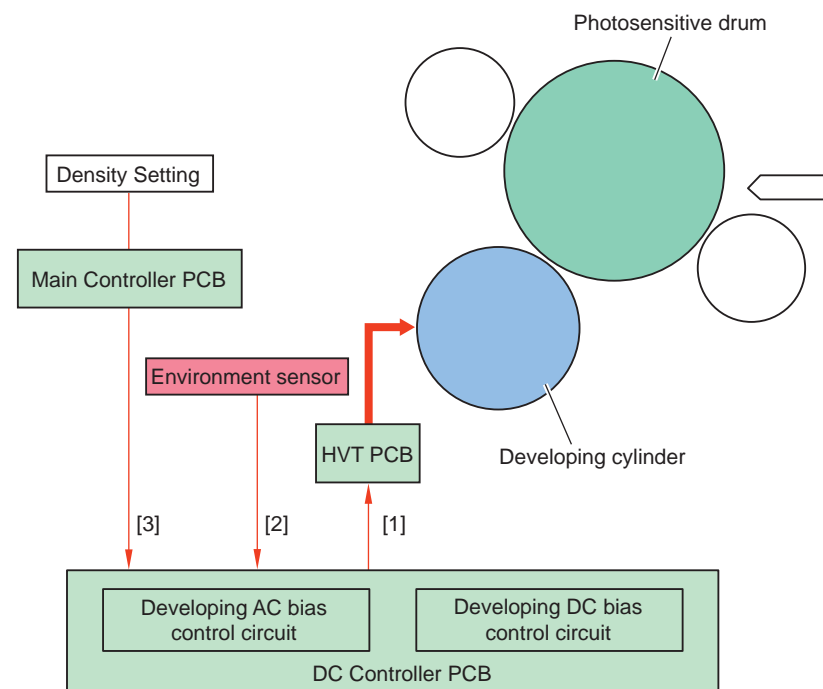 Photosensitive drum
Density Setting
Main Controller PCB
Environment sensor
HVT PCB
Developing cylinder
[3]
[2]
[1]
Developing AC bias
control circuit
Developing DC bias
control circuit
DC Controller PCB